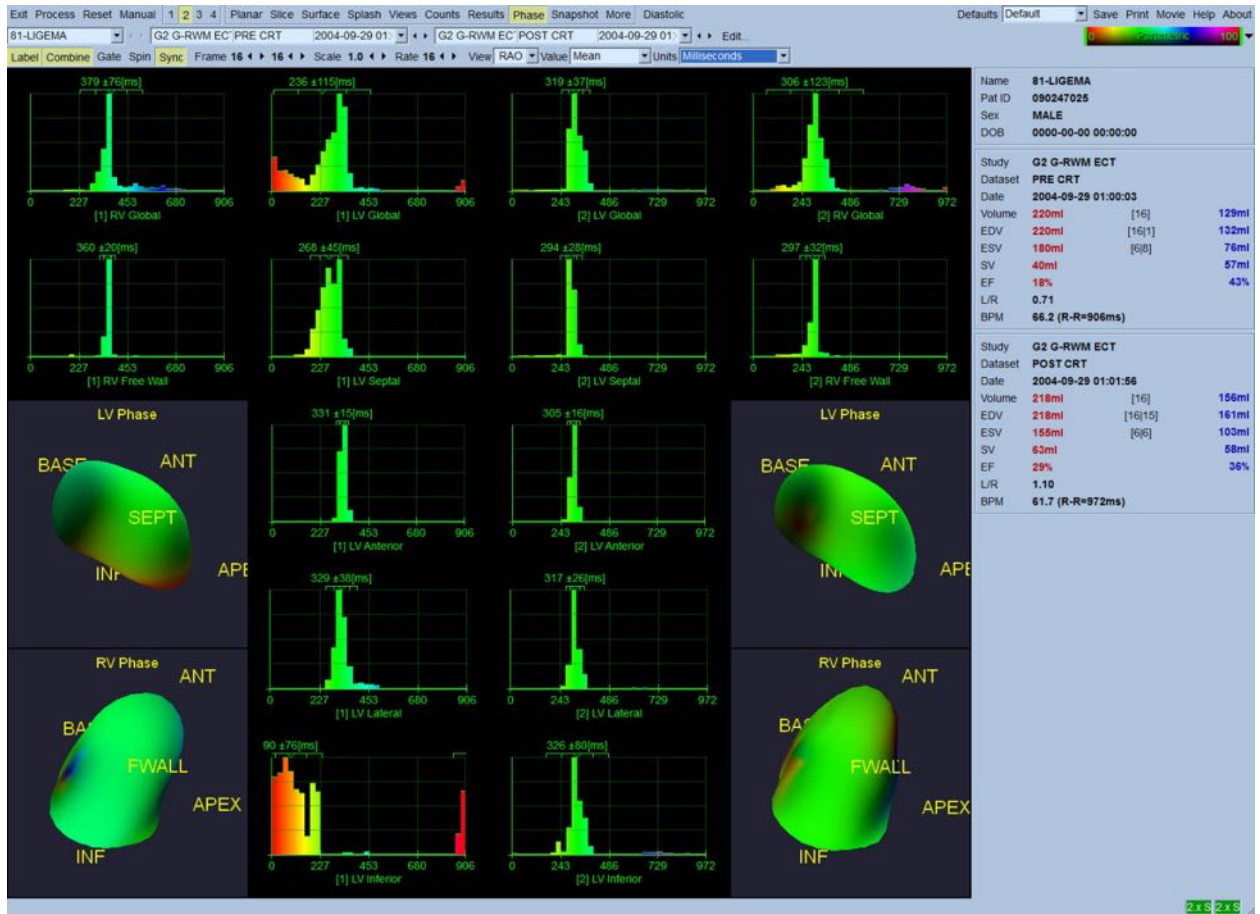 Exit Process Reset Manual 1 2 3 4 Planar Slice Surface Splash Views Counts Results Phase Snapshot More Diastolic Defaults Default Save Print Movie Help About
81-LIGEMA G2 G-RWM EC PRE CRT 2004-09-29 01: G2 G-RWM EC POST CRT 2004-09-29 01: Edit...
0 Prismetric 100
Label Combine Gate Spin Sync Frame 16 16 Scale 1.0 Rate 16 View RAO Value Mean Units Milliseconds
379 ±76[ms] 236 ±115[ms] 319 ±37[ms] 306 ±123[ms]
0 227 453 680 906 0 227 453 680 906 0 243 486 729 972 0 243 486 729 972
[1] RV Global [1] LV Global [2] LV Global [2] RV Global
360 ±20[ms] 268 ±45[ms] 294 ±28[ms] 297 ±32[ms]
0 227 453 680 906 0 227 453 680 906 0 243 486 729 972 0 243 486 729 972
[1] RV Free Wall [1] LV Septal [2] LV Septal [2] RV Free Wall
LV Phase
BASE ANT
SEPT
INF APE
331 ±15[ms] 305 ±16[ms]
0 227 453 680 906 0 243 486 729 972
[1] LV Anterior [2] LV Anterior
LV Phase
BASE ANT
SEPT
INF APE
329 ±38[ms] 317 ±26[ms]
0 227 453 680 906 0 243 486 729 972
[1] LV Lateral [2] LV Lateral
RV Phase
ANT
BAS
FWALL
APEX
INF
90 ±76[ms] 326 ±80[ms]
0 227 453 680 906 0 243 486 729 972
[1] LV Inferior [2] LV Inferior
RV Phase
ANT
BAS
FWALL
APEX
INF
Name 81-LIGEMA
Pat ID 090247025
Sex MALE
DOB 0000-00-00 00:00:00
Study G2 G-RWM ECT
Dataset PRE CRT
Date 2004-09-29 01:00:03
Volume 220ml [16] 129ml
EDV 220ml [16|1] 132ml
ESV 180ml [6|8] 76ml
SV 40ml 57ml
EF 18% 43%
L/R 0.71
BPM 66.2 (R-R=906ms)
Study G2 G-RWM ECT
Dataset POST CRT
Date 2004-09-29 01:01:56
Volume 218ml [16] 156ml
EDV 218ml [16|15] 161ml
ESV 155ml [6|6] 103ml
SV 63ml 58ml
EF 29% 36%
L/R 1.10
BPM 61.7 (R-R=972ms)
2 x S 2 x S